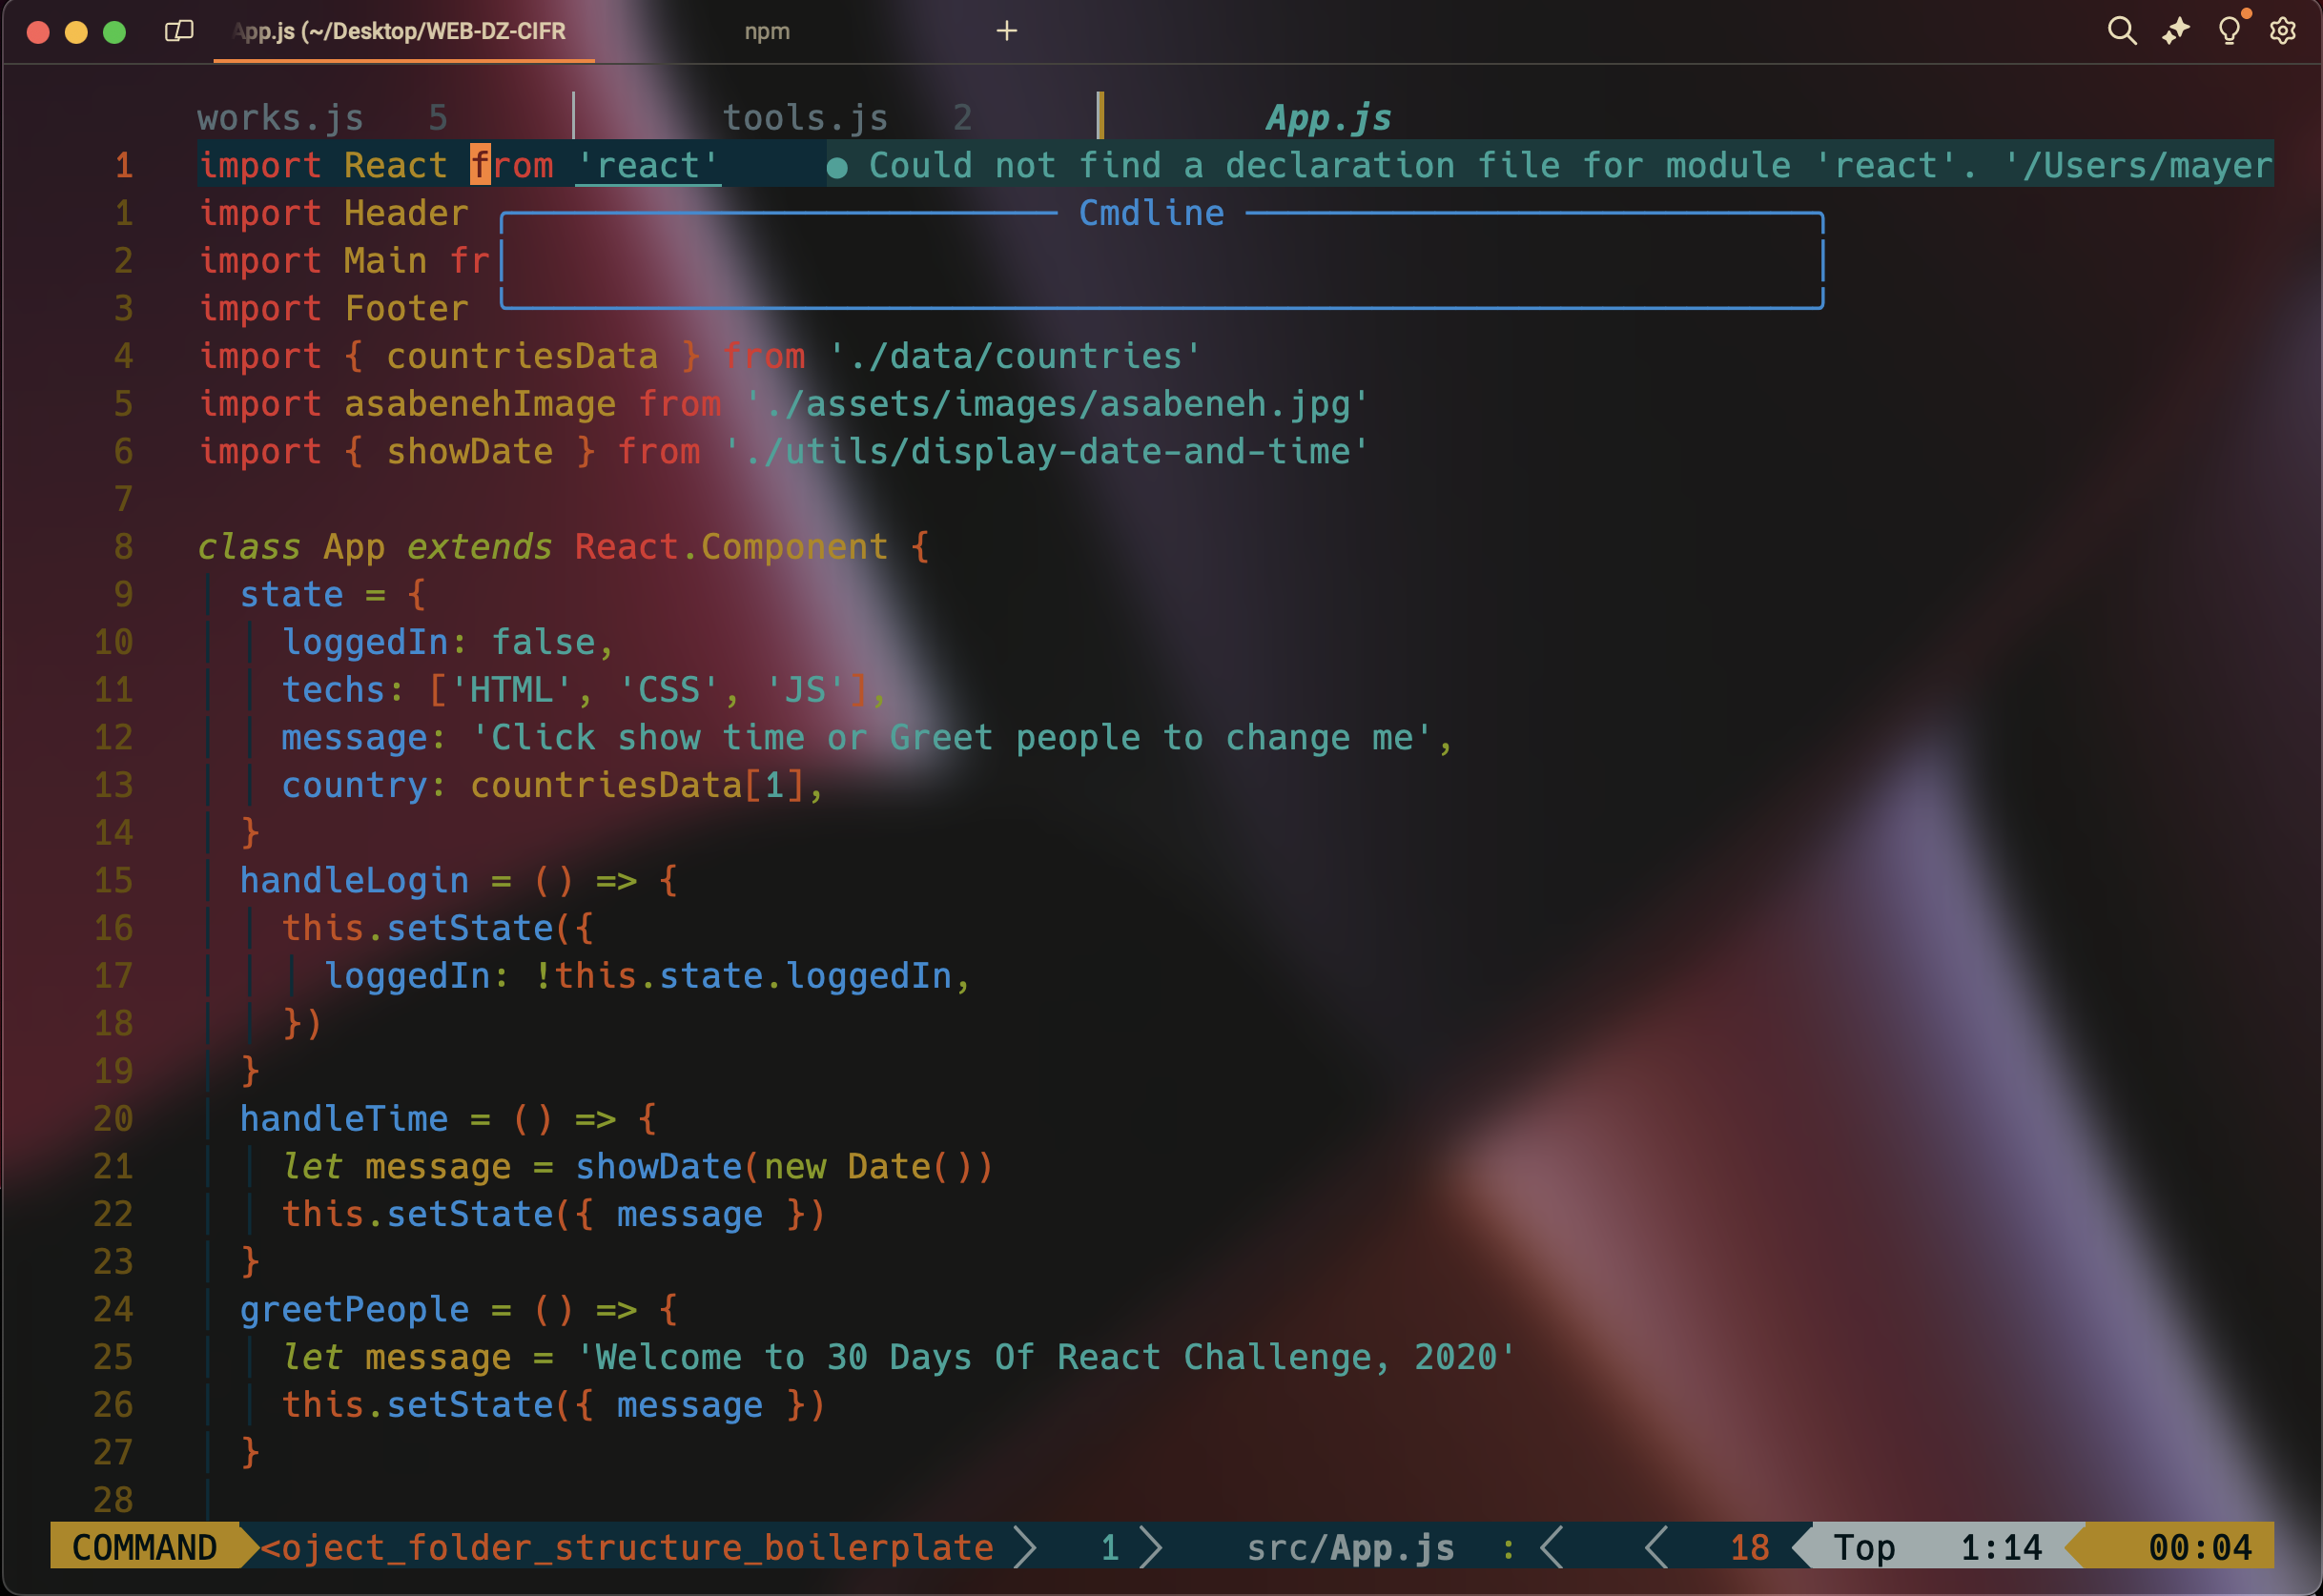 App.js (~/Desktop/WEB-DZ-CIFR npm +
works.js 5 tools.js 2 App.js
1 import React from 'react' ● Could not find a declaration file for module 'react'. '/Users/mayer
1 import Header Cmdline
2 import Main fr
3 import Footer
4 import { countriesData } from './data/countries'
5 import asabenehImage from './assets/images/asabeneh.jpg'
6 import { showDate } from './utils/display-date-and-time'
7
8 class App extends React.Component {
9 state = {
10 loggedIn: false,
11 techs: ['HTML', 'CSS', 'JS'],
12 message: 'Click show time or Greet people to change me',
13 country: countriesData[1],
14 }
15 handleLogin = () => {
16 this.setState({
17 loggedIn: !this.state.loggedIn,
18 })
19 }
20 handleTime = () => {
21 let message = showDate(new Date())
22 this.setState({ message })
23 }
24 greetPeople = () => {
25 let message = 'Welcome to 30 Days Of React Challenge, 2020'
26 this.setState({ message })
27 }
28
COMMAND <oject_folder_structure_boilerplate 1 src/App.js : 18 Top 1:14 00:04